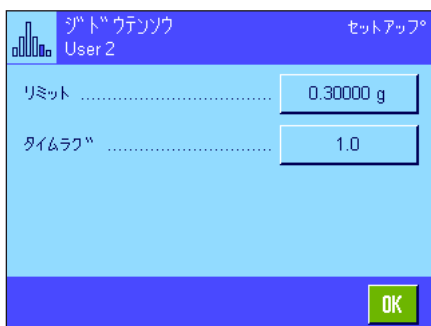 ジドウテンソウ セットアップ
User 2
リミット ................................... 0.30000 g
タイムラグ .............................. 1.0
OK